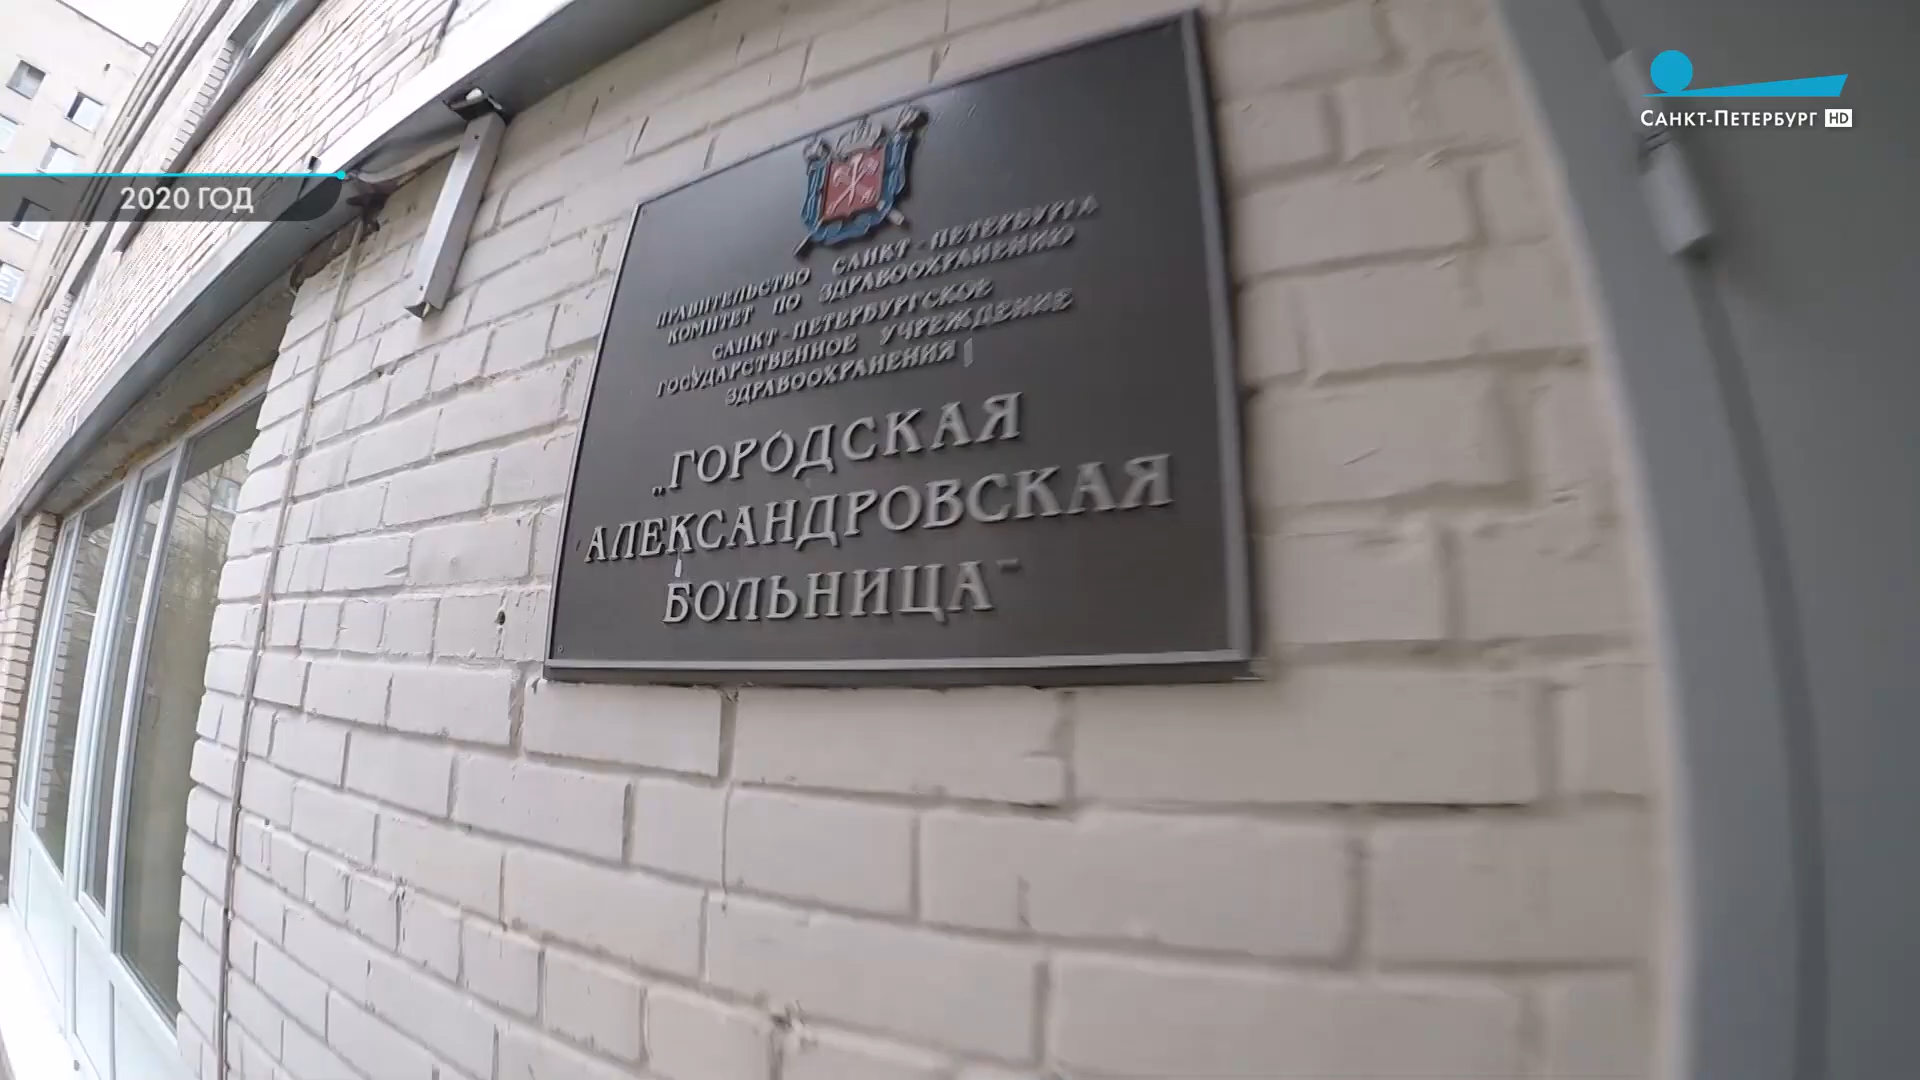 Санкт-Петербург HD
2020 ГОД
ПРАВИТЕЛЬСТВО САНКТ-ПЕТЕРБУРГА
КОМИТЕТ ПО ЗДРАВООХРАНЕНИЮ
САНКТ-ПЕТЕРБУРГСКОЕ
ГОСУДАРСТВЕННОЕ УЧРЕЖДЕНИЕ
ЗДРАВООХРАНЕНИЯ
„ГОРОДСКАЯ
АЛЕКСАНДРОВСКАЯ
БОЛЬНИЦА"